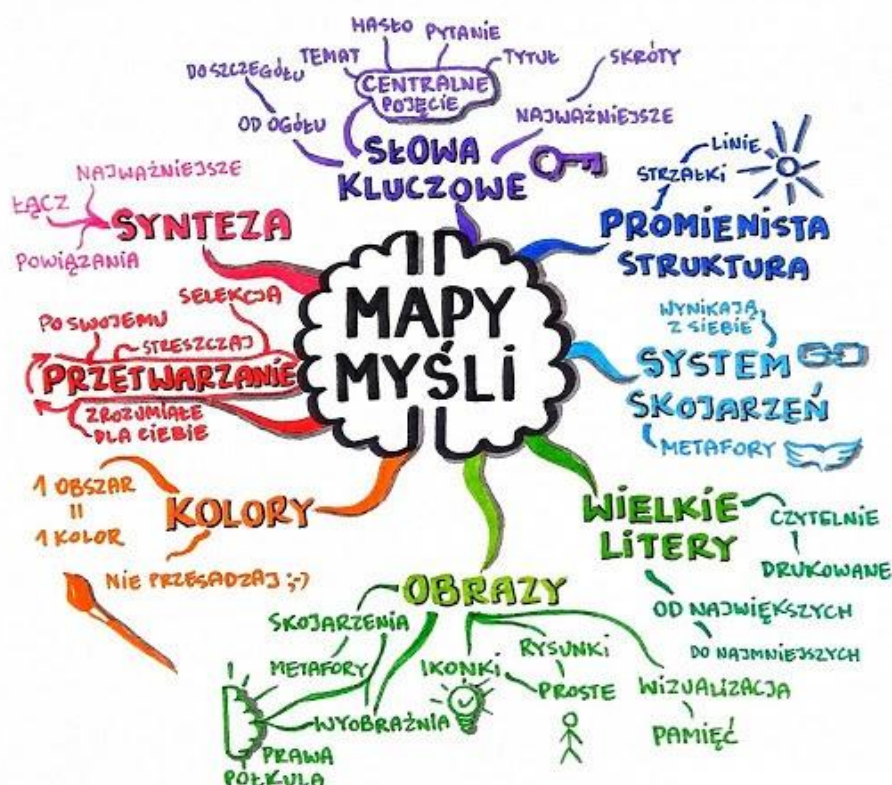 MAPY
MYŚLI
SŁOWA
KLUCZOWE
CENTRALNE
POJĘCIE
TEMAT
HASŁO
PYTANIE
TYTUŁ
OD OGÓŁU
DO SZCZEGÓŁU
NAJWAŻNIEJSZE
SKRÓTY
PROMIENISTA
STRUKTURA
STRZAŁKI
LINIE
SYSTEM
SKOJARZEŃ
WYNIKAJĄ
Z SIEBIE
METAFORY
WIELKIE
LITERY
CZYTELNIE
DRUKOWANE
OD NAJWIĘKSZYCH
DO NAJMNIEJSZYCH
OBRAZY
SKOJARZENIA
METAFORY
WYOBRAŹNIA
PRAWA
PÓŁKULA
IKONKI
RYSUNKI
PROSTE
WIZUALIZACJA
PAMIĘĆ
KOLORY
1 OBSZAR
=
1 KOLOR
NIE PRZESADZAJ ;-)
PRZETWARZANIE
SELEKCJA
PO SWOJEMU
STRESZCZAJ
ZROZUMIAŁE
DLA CIEBIE
SYNTEZA
NAJWAŻNIEJSZE
ŁĄCZ
POWIĄZANIA